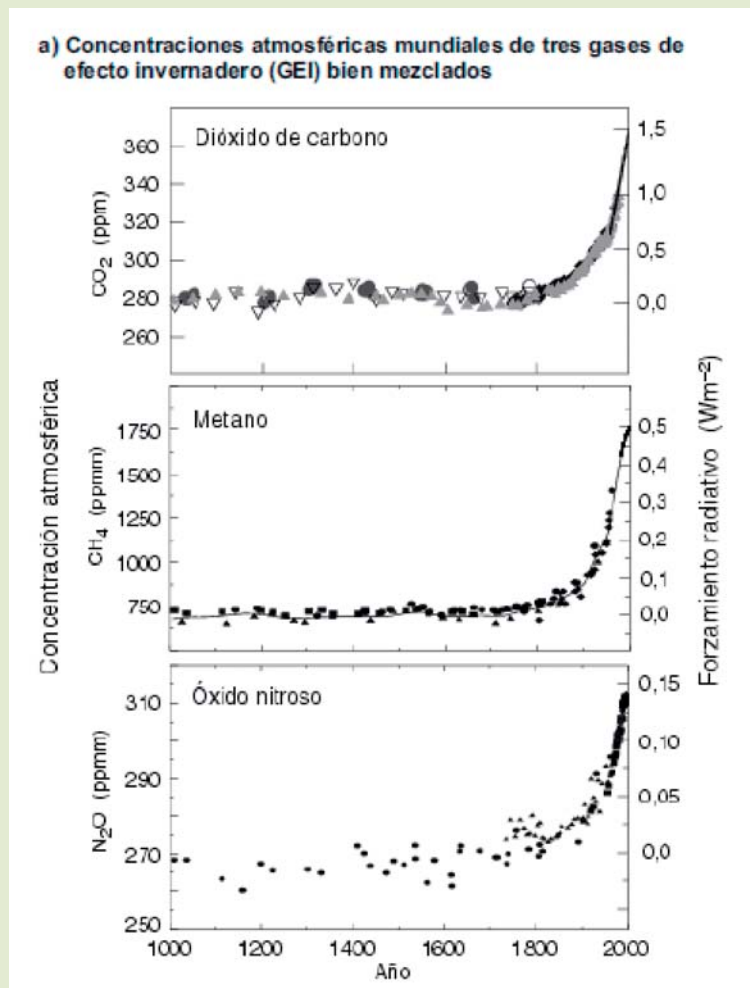 a) Concentraciones atmosféricas mundiales de tres gases de
efecto invernadero (GEI) bien mezclados
Concentración atmosférica
Forzamiento radiativo (Wm⁻²)
Dióxido de carbono
CO₂ (ppm)
360
340
320
300
280
260
1,5
1,0
0,5
0,0
Metano
CH₄ (ppmm)
1750
1500
1250
1000
750
0,5
0,4
0,3
0,2
0,1
0,0
Óxido nitroso
N₂O (ppmm)
310
290
270
250
0,15
0,10
0,05
0,0
1000 1200 1400 1600 1800 2000
Año